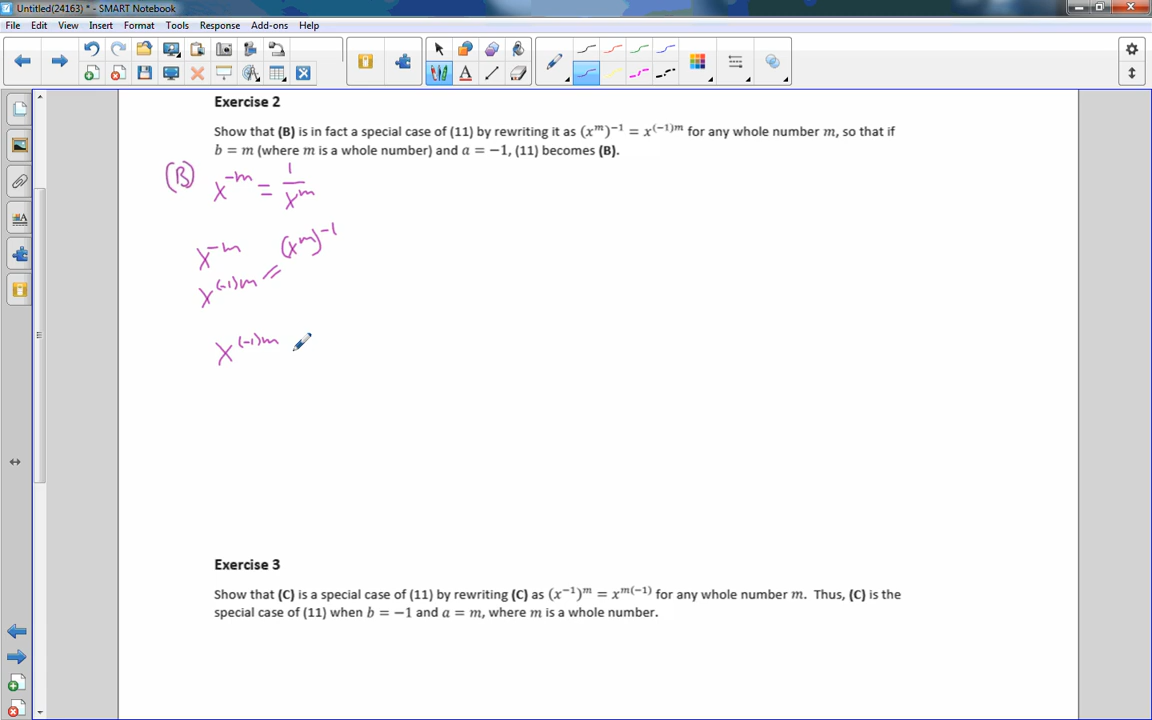 Untitled(24163) * - SMART Notebook
File Edit View Insert Format Tools Response Add-ons Help
Exercise 2
Show that (B) is in fact a special case of (11) by rewriting it as (x^m)^−1 = x^(−1)m for any whole number m, so that if
b = m (where m is a whole number) and a = −1, (11) becomes (B).
(B) x^-m = 1/x^m
x^-m (x^m)^-1
x^(-1)m =
x^(-1)m
Exercise 3
Show that (C) is a special case of (11) by rewriting (C) as (x^−1)^m = x^m(−1) for any whole number m. Thus, (C) is the
special case of (11) when b = −1 and a = m, where m is a whole number.